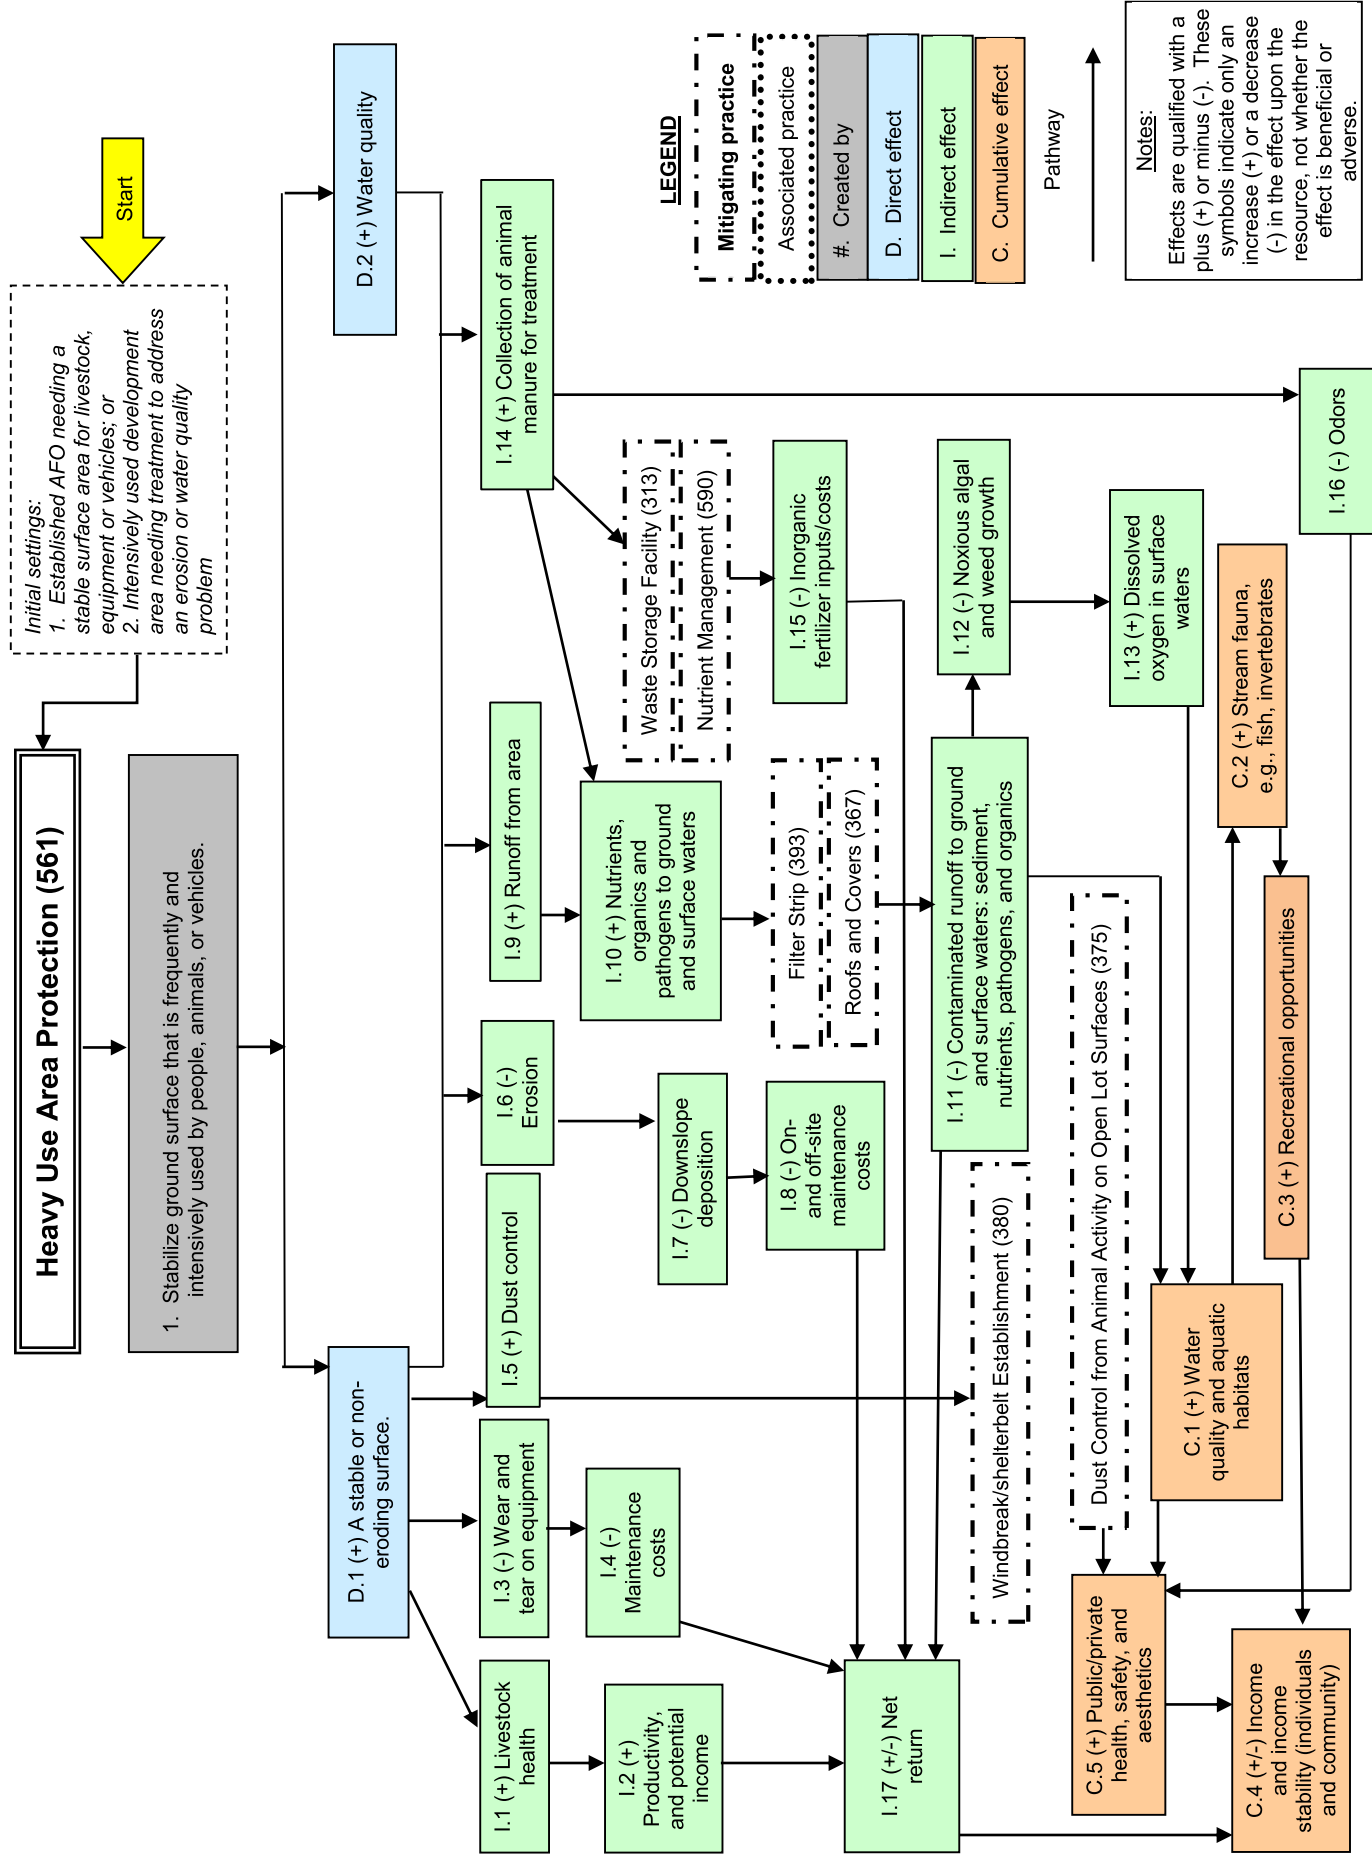 Heavy Use Area Protection (561)
Initial settings:
1. Established AFO needing a
stable surface area for livestock,
equipment or vehicles; or
2. Intensively used development
area needing treatment to address
an erosion or water quality
problem
Start
1. Stabilize ground surface that is frequently and
intensively used by people, animals, or vehicles.
D.1 (+) A stable or non-
eroding surface.
D.2 (+) Water quality
I.1 (+) Livestock
health
I.3 (-) Wear and
tear on equipment
I.5 (+) Dust control
I.6 (-)
Erosion
I.9 (+) Runoff from area
I.14 (+) Collection of animal
manure for treatment
I.2 (+)
Productivity,
and potential
income
I.4 (-)
Maintenance
costs
I.7 (-) Downslope
deposition
I.10 (+) Nutrients,
organics and
pathogens to ground
and surface waters
Waste Storage Facility (313)
Nutrient Management (590)
I.8 (-) On-
and off-site
maintenance
costs
Filter Strip (393)
Roofs and Covers (367)
I.15 (-) Inorganic
fertilizer inputs/costs
I.17 (+/-) Net
return
I.11 (-) Contaminated runoff to ground
and surface waters: sediment,
nutrients, pathogens, and organics
I.12 (-) Noxious algal
and weed growth
Windbreak/shelterbelt Establishment (380)
Dust Control from Animal Activity on Open Lot Surfaces (375)
I.13 (+) Dissolved
oxygen in surface
waters
C.5 (+) Public/private
health, safety, and
aesthetics
C.1 (+) Water
quality and aquatic
habitats
C.2 (+) Stream fauna,
e.g., fish, invertebrates
C.4 (+/-) Income
and income
stability (individuals
and community)
C.3 (+) Recreational opportunities
I.16 (-) Odors
LEGEND
Mitigating practice
Associated practice
#. Created by
D. Direct effect
I. Indirect effect
C. Cumulative effect
Pathway
Notes:
Effects are qualified with a
plus (+) or minus (-). These
symbols indicate only an
increase (+) or a decrease
(-) in the effect upon the
resource, not whether the
effect is beneficial or
adverse.